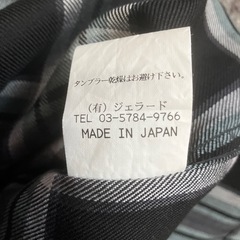 タンブラー乾燥はお避け下さい。
(有)ジェラード
TEL 03-5784-9766
MADE IN JAPAN